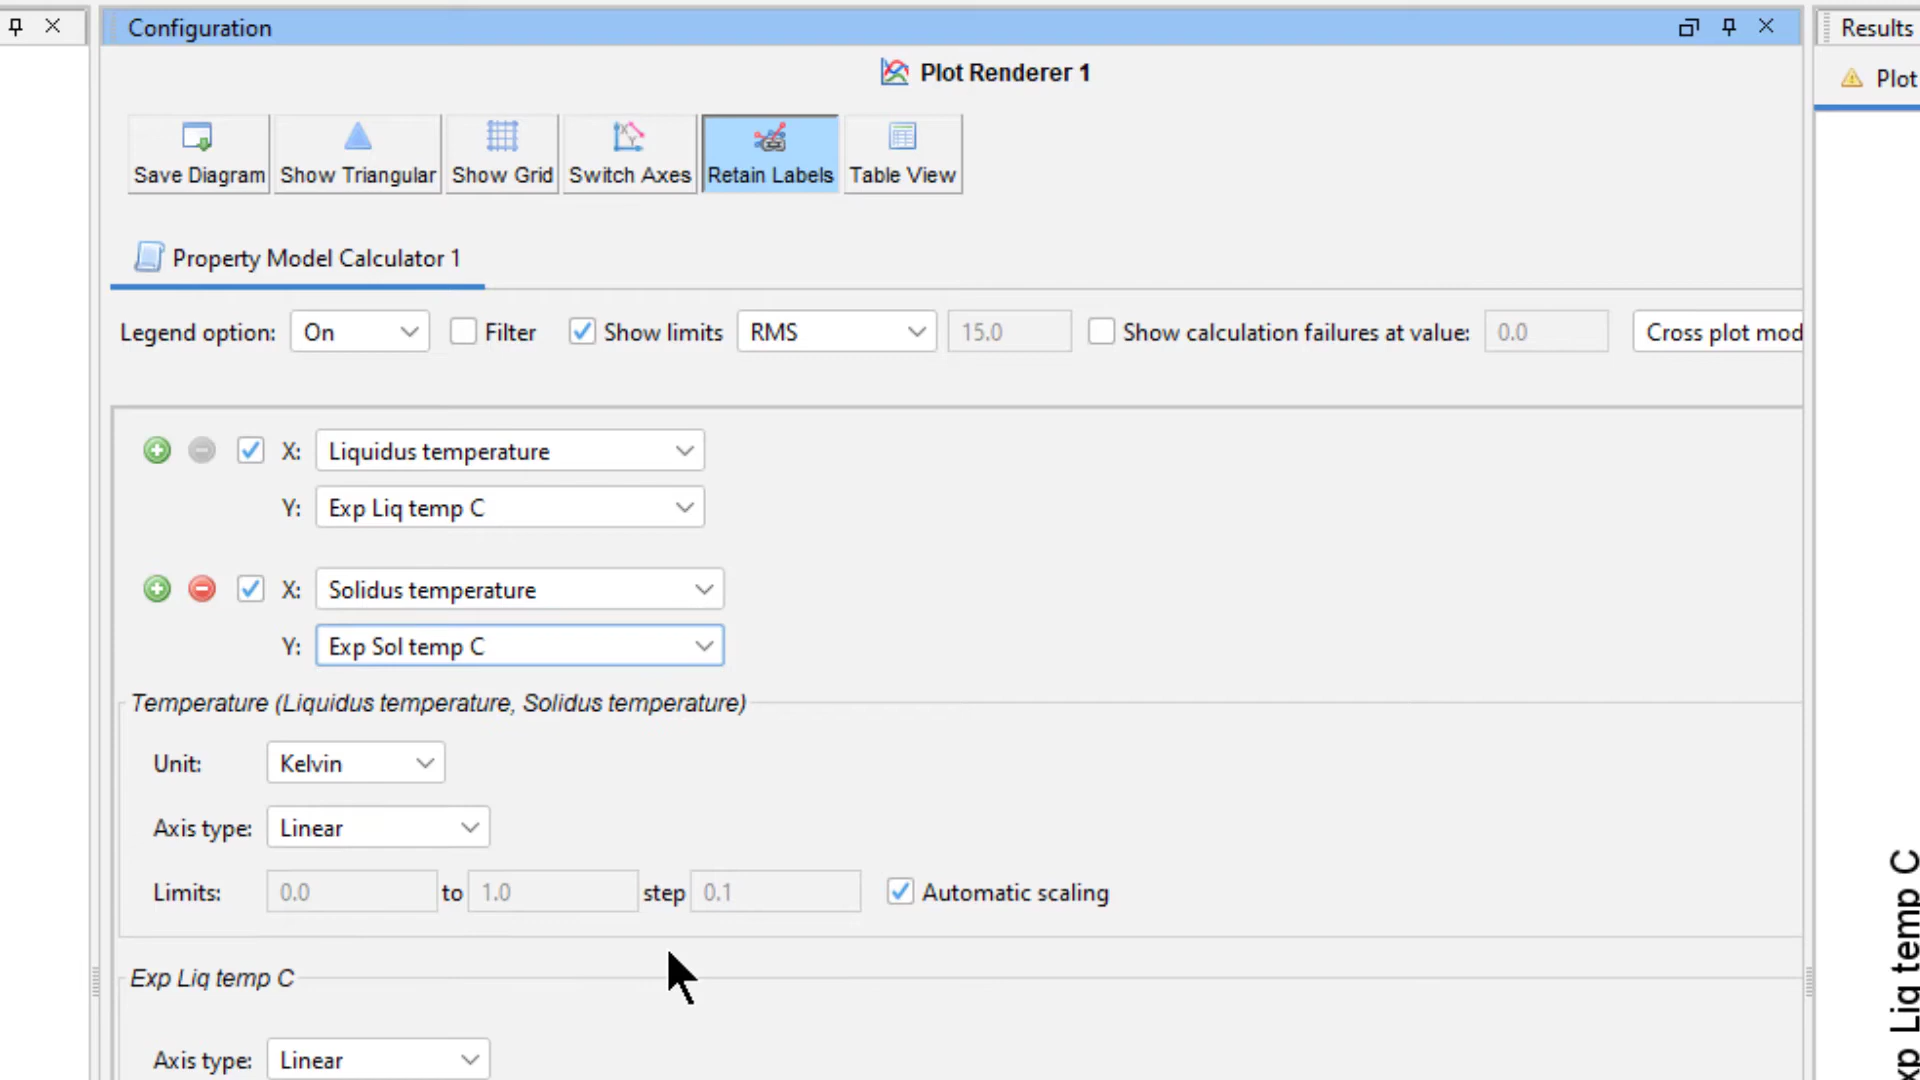 Configuration
Results
Plot Renderer 1
Plot
Save Diagram
Show Triangular
Show Grid
Switch Axes
Retain Labels
Table View
Property Model Calculator 1
Legend option: On Filter Show limits RMS 15.0 Show calculation failures at value: 0.0 Cross plot mod
X: Liquidus temperature
Y: Exp Liq temp C
X: Solidus temperature
Y: Exp Sol temp C
Temperature (Liquidus temperature, Solidus temperature)
Unit: Kelvin
Axis type: Linear
Limits: 0.0 to 1.0 step 0.1 Automatic scaling
Exp Liq temp C
Axis type: Linear
xp Liq temp C